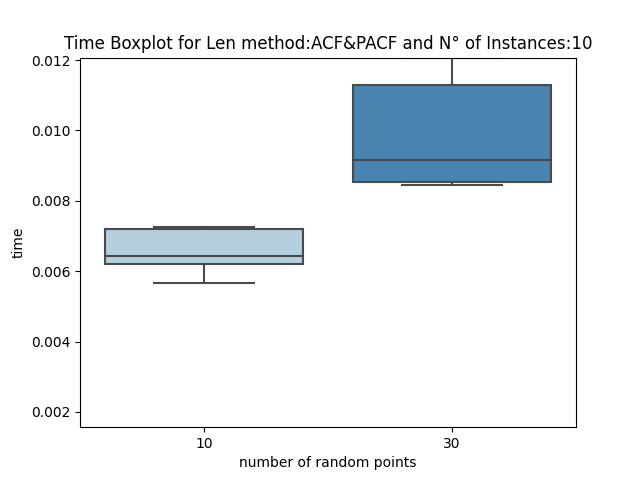 Time Boxplot for Len method:ACF&PACF and N° of Instances:10
0.012
0.010
0.008
0.006
0.004
0.002
time
10 30
number of random points